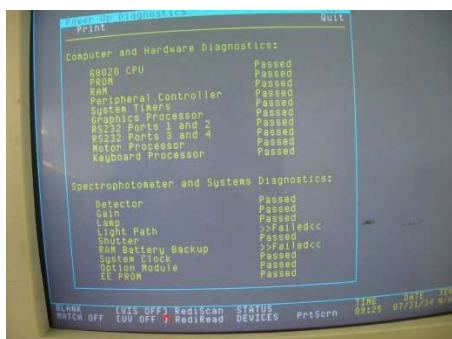 Power Up Diagnostics Quit
Print
Computer and Hardware Diagnostics:
68020 CPU Passed
PROM Passed
RAM Passed
Peripheral Controller Passed
System Timers Passed
Graphics Processor Passed
RS232 Ports 1 and 2 Passed
RS232 Ports 3 and 4 Passed
Motor Processor Passed
Keyboard Processor Passed
Spectrophotometer and Systems Diagnostics:
Detector Passed
Gain Passed
Lamp Passed
Light Path >>Failed<<
Shutter Passed
RAM Battery Backup >>Failed<<
System Clock Passed
Option Module Passed
EE PROM Passed
BLANK [VIS OFF] RediScan STATUS TIME DATE
MATCH OFF [UV OFF RediRead DEVICES PrtScrn 09:25 07/31/34